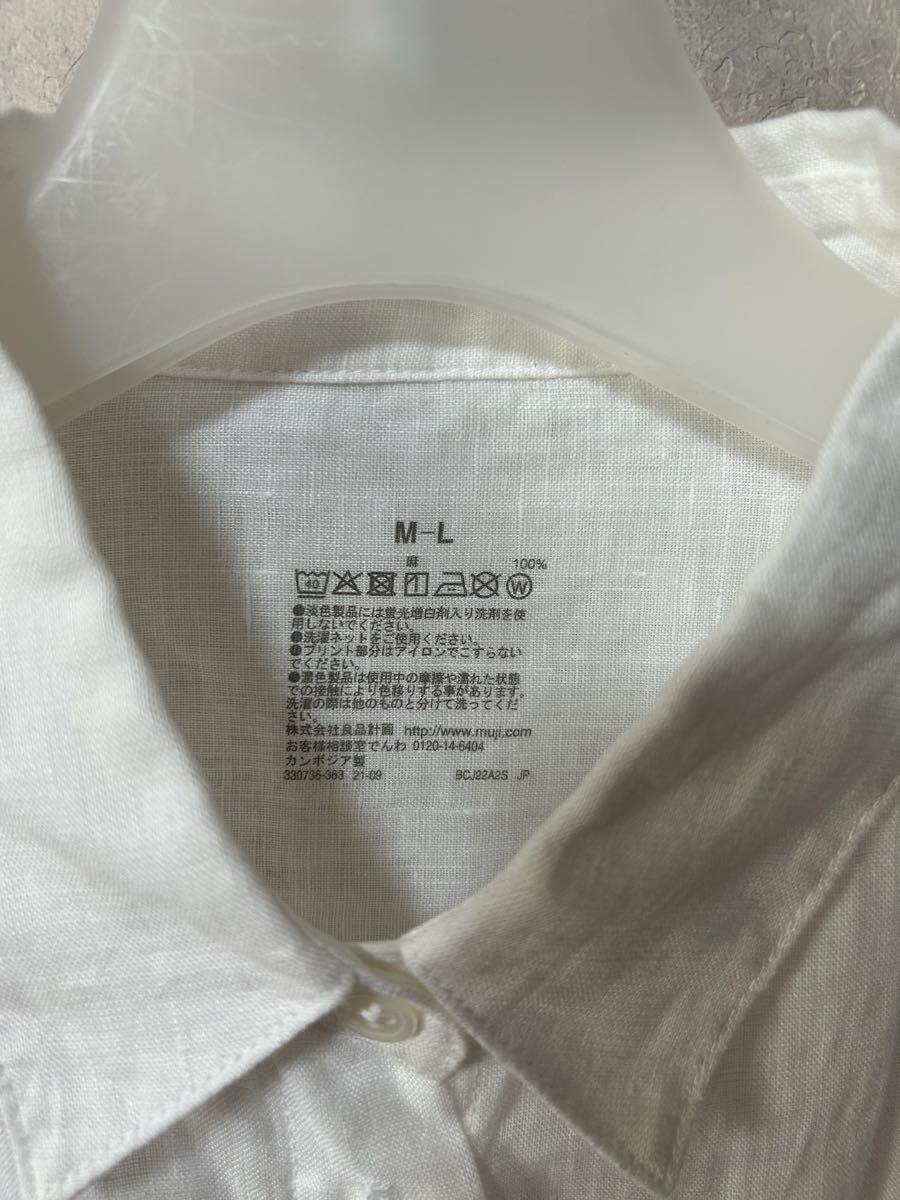 M-L
麻 100%
40 W
●淡色製品には蛍光増白剤入り洗剤を使
用しないでください。
●洗濯ネットをご使用ください。
●プリント部分はアイロンでこすらない
でください。
●濃色製品は使用中の摩擦や濡れた状態
での接触により色移りする事があります。
洗濯の際は他のものと分けて洗ってくだ
さい。
株式会社良品計画 http://www.muji.com
お客様相談室でんわ 0120-14-6404
カンボジア製
330736-363 21-09 BCJ22A2S JP